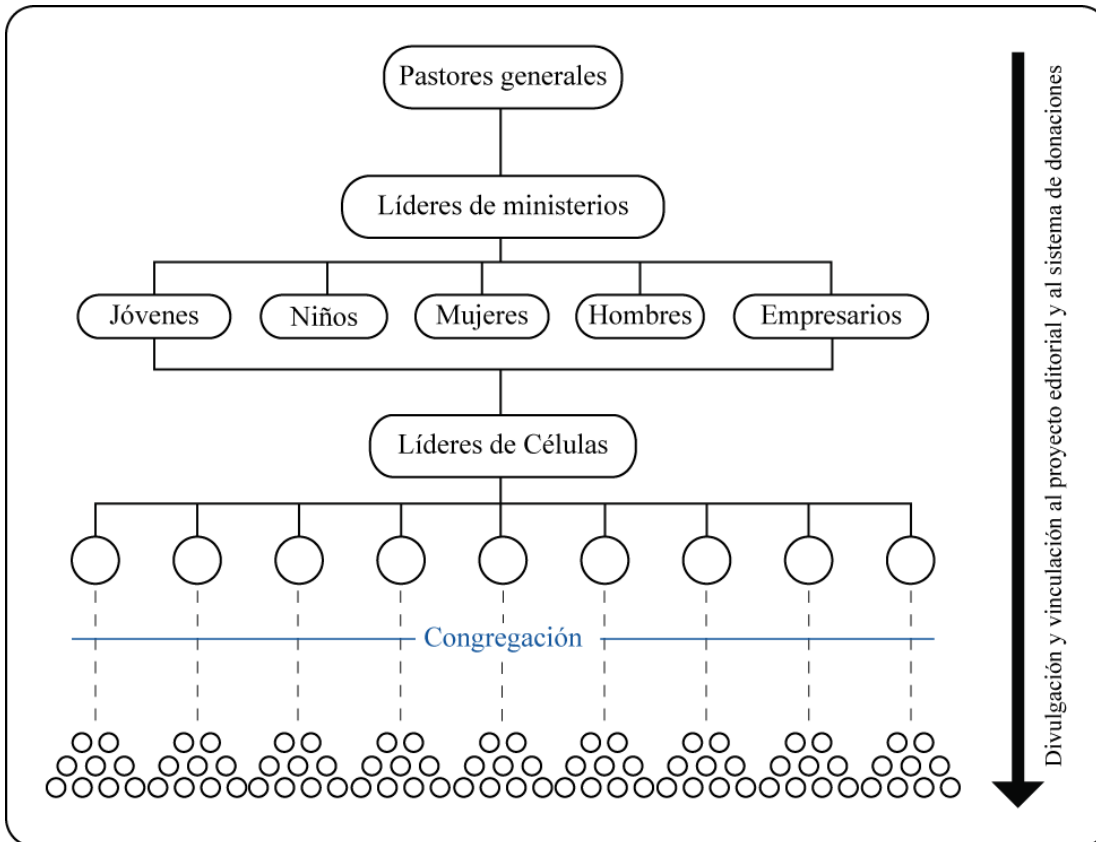 Pastores generales
Líderes de ministerios
Jóvenes
Niños
Mujeres
Hombres
Empresarios
Líderes de Células
Congregación
Divulgación y vinculación al proyecto editorial y al sistema de donaciones